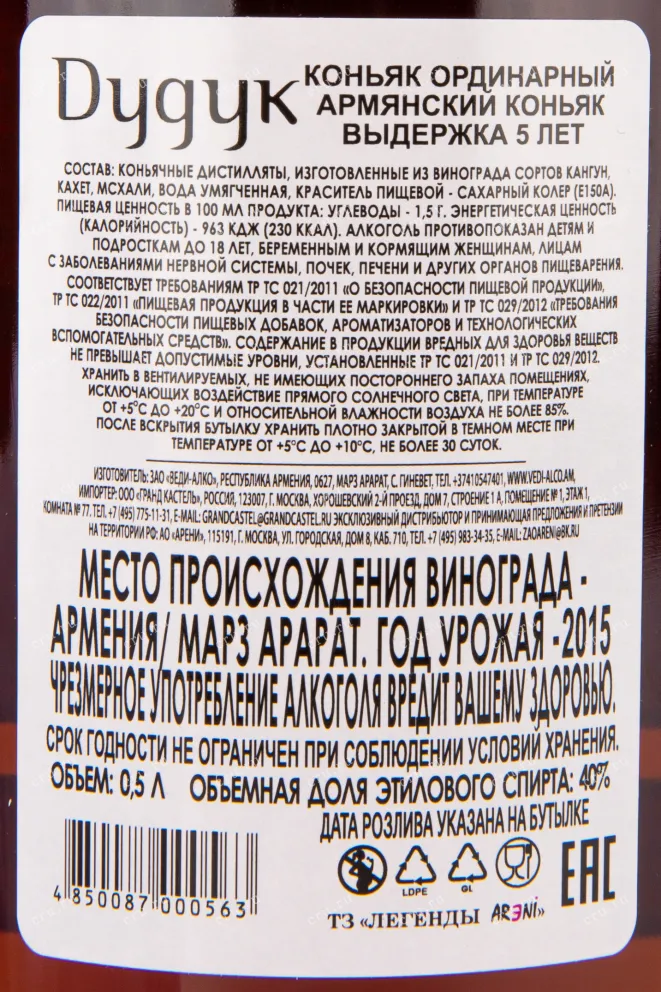 Дудук
КОНЬЯК ОРДИНАРНЫЙ
АРМЯНСКИЙ КОНЬЯК
ВЫДЕРЖКА 5 ЛЕТ
СОСТАВ: КОНЬЯЧНЫЕ ДИСТИЛЛЯТЫ, ИЗГОТОВЛЕННЫЕ ИЗ ВИНОГРАДА СОРТОВ КАНГУН,
КАХЕТ, МСХАЛИ, ВОДА УМЯГЧЕННАЯ, КРАСИТЕЛЬ ПИЩЕВОЙ - САХАРНЫЙ КОЛЕР (Е150А).
ПИЩЕВАЯ ЦЕННОСТЬ В 100 МЛ ПРОДУКТА: УГЛЕВОДЫ - 1,5 Г. ЭНЕРГЕТИЧЕСКАЯ ЦЕННОСТЬ
(КАЛОРИЙНОСТЬ) - 963 КДЖ (230 ККАЛ). АЛКОГОЛЬ ПРОТИВОПОКАЗАН ДЕТЯМ И
ПОДРОСТКАМ ДО 18 ЛЕТ, БЕРЕМЕННЫМ И КОРМЯЩИМ ЖЕНЩИНАМ, ЛИЦАМ
С ЗАБОЛЕВАНИЯМИ НЕРВНОЙ СИСТЕМЫ, ПОЧЕК, ПЕЧЕНИ И ДРУГИХ ОРГАНОВ ПИЩЕВАРЕНИЯ.
СООТВЕТСТВУЕТ ТРЕБОВАНИЯМ ТР ТС 021/2011 «О БЕЗОПАСНОСТИ ПИЩЕВОЙ ПРОДУКЦИИ»,
ТР ТС 022/2011 «ПИЩЕВАЯ ПРОДУКЦИЯ В ЧАСТИ ЕЕ МАРКИРОВКИ» И ТР ТС 029/2012 «ТРЕБОВАНИЯ
БЕЗОПАСНОСТИ ПИЩЕВЫХ ДОБАВОК, АРОМАТИЗАТОРОВ И ТЕХНОЛОГИЧЕСКИХ
ВСПОМОГАТЕЛЬНЫХ СРЕДСТВ». СОДЕРЖАНИЕ В ПРОДУКЦИИ ВРЕДНЫХ ДЛЯ ЗДОРОВЬЯ ВЕЩЕСТВ
НЕ ПРЕВЫШАЕТ ДОПУСТИМЫЕ УРОВНИ, УСТАНОВЛЕННЫЕ ТР ТС 021/2011 И ТР ТС 029/2012.
ХРАНИТЬ В ВЕНТИЛИРУЕМЫХ, НЕ ИМЕЮЩИХ ПОСТОРОННЕГО ЗАПАХА ПОМЕЩЕНИЯХ,
ИСКЛЮЧАЮЩИХ ВОЗДЕЙСТВИЕ ПРЯМОГО СОЛНЕЧНОГО СВЕТА, ПРИ ТЕМПЕРАТУРЕ
ОТ +5°С ДО +20°С И ОТНОСИТЕЛЬНОЙ ВЛАЖНОСТИ ВОЗДУХА НЕ БОЛЕЕ 85%.
ПОСЛЕ ВСКРЫТИЯ БУТЫЛКУ ХРАНИТЬ ПЛОТНО ЗАКРЫТОЙ В ТЕМНОМ МЕСТЕ ПРИ
ТЕМПЕРАТУРЕ ОТ +5°С ДО +10°С, НЕ БОЛЕЕ 30 СУТОК.
ИЗГОТОВИТЕЛЬ: ЗАО «ВЕДИ-АЛКО», РЕСПУБЛИКА АРМЕНИЯ, 0627, МАРЗ АРАРАТ, С. ГИНЕВЕТ, ТЕЛ. +37410547401, WWW.VEDI-ALCO.AM,
ИМПОРТЕР: ООО «ГРАНД КАСТЕЛЬ», РОССИЯ, 123007, Г. МОСКВА, ХОРОШЕВСКИЙ 2-Й ПРОЕЗД, ДОМ 7, СТРОЕНИЕ 1 А, ПОМЕЩЕНИЕ № 1, ЭТАЖ 1,
КОМНАТА № 77. ТЕЛ. +7 (495) 775-11-31, E-MAIL: GRANDCASTEL@GRANDCASTEL.RU ЭКСКЛЮЗИВНЫЙ ДИСТРИБЬЮТОР И ПРИНИМАЮЩАЯ ПРЕДЛОЖЕНИЯ И ПРЕТЕНЗИИ
НА ТЕРРИТОРИИ РФ: АО «АРЕНИ», 115191, Г. МОСКВА, УЛ. ГОРОДСКАЯ, ДОМ 8, КАБ. 710, ТЕЛ. +7 (495) 983-34-35, E-MAIL: ZAOARENI@BK.RU
МЕСТО ПРОИСХОЖДЕНИЯ ВИНОГРАДА -
АРМЕНИЯ/ МАРЗ АРАРАТ. ГОД УРОЖАЯ -2015
ЧРЕЗМЕРНОЕ УПОТРЕБЛЕНИЕ АЛКОГОЛЯ ВРЕДИТ ВАШЕМУ ЗДОРОВЬЮ.
СРОК ГОДНОСТИ НЕ ОГРАНИЧЕН ПРИ СОБЛЮДЕНИИ УСЛОВИЙ ХРАНЕНИЯ.
ОБЪЕМ: 0,5 Л ОБЪЕМНАЯ ДОЛЯ ЭТИЛОВОГО СПИРТА: 40%
ДАТА РОЗЛИВА УКАЗАНА НА БУТЫЛКЕ
LDPE
GL
EAC
4 850087 000563
ТЗ «ЛЕГЕНДЫ ARENI»